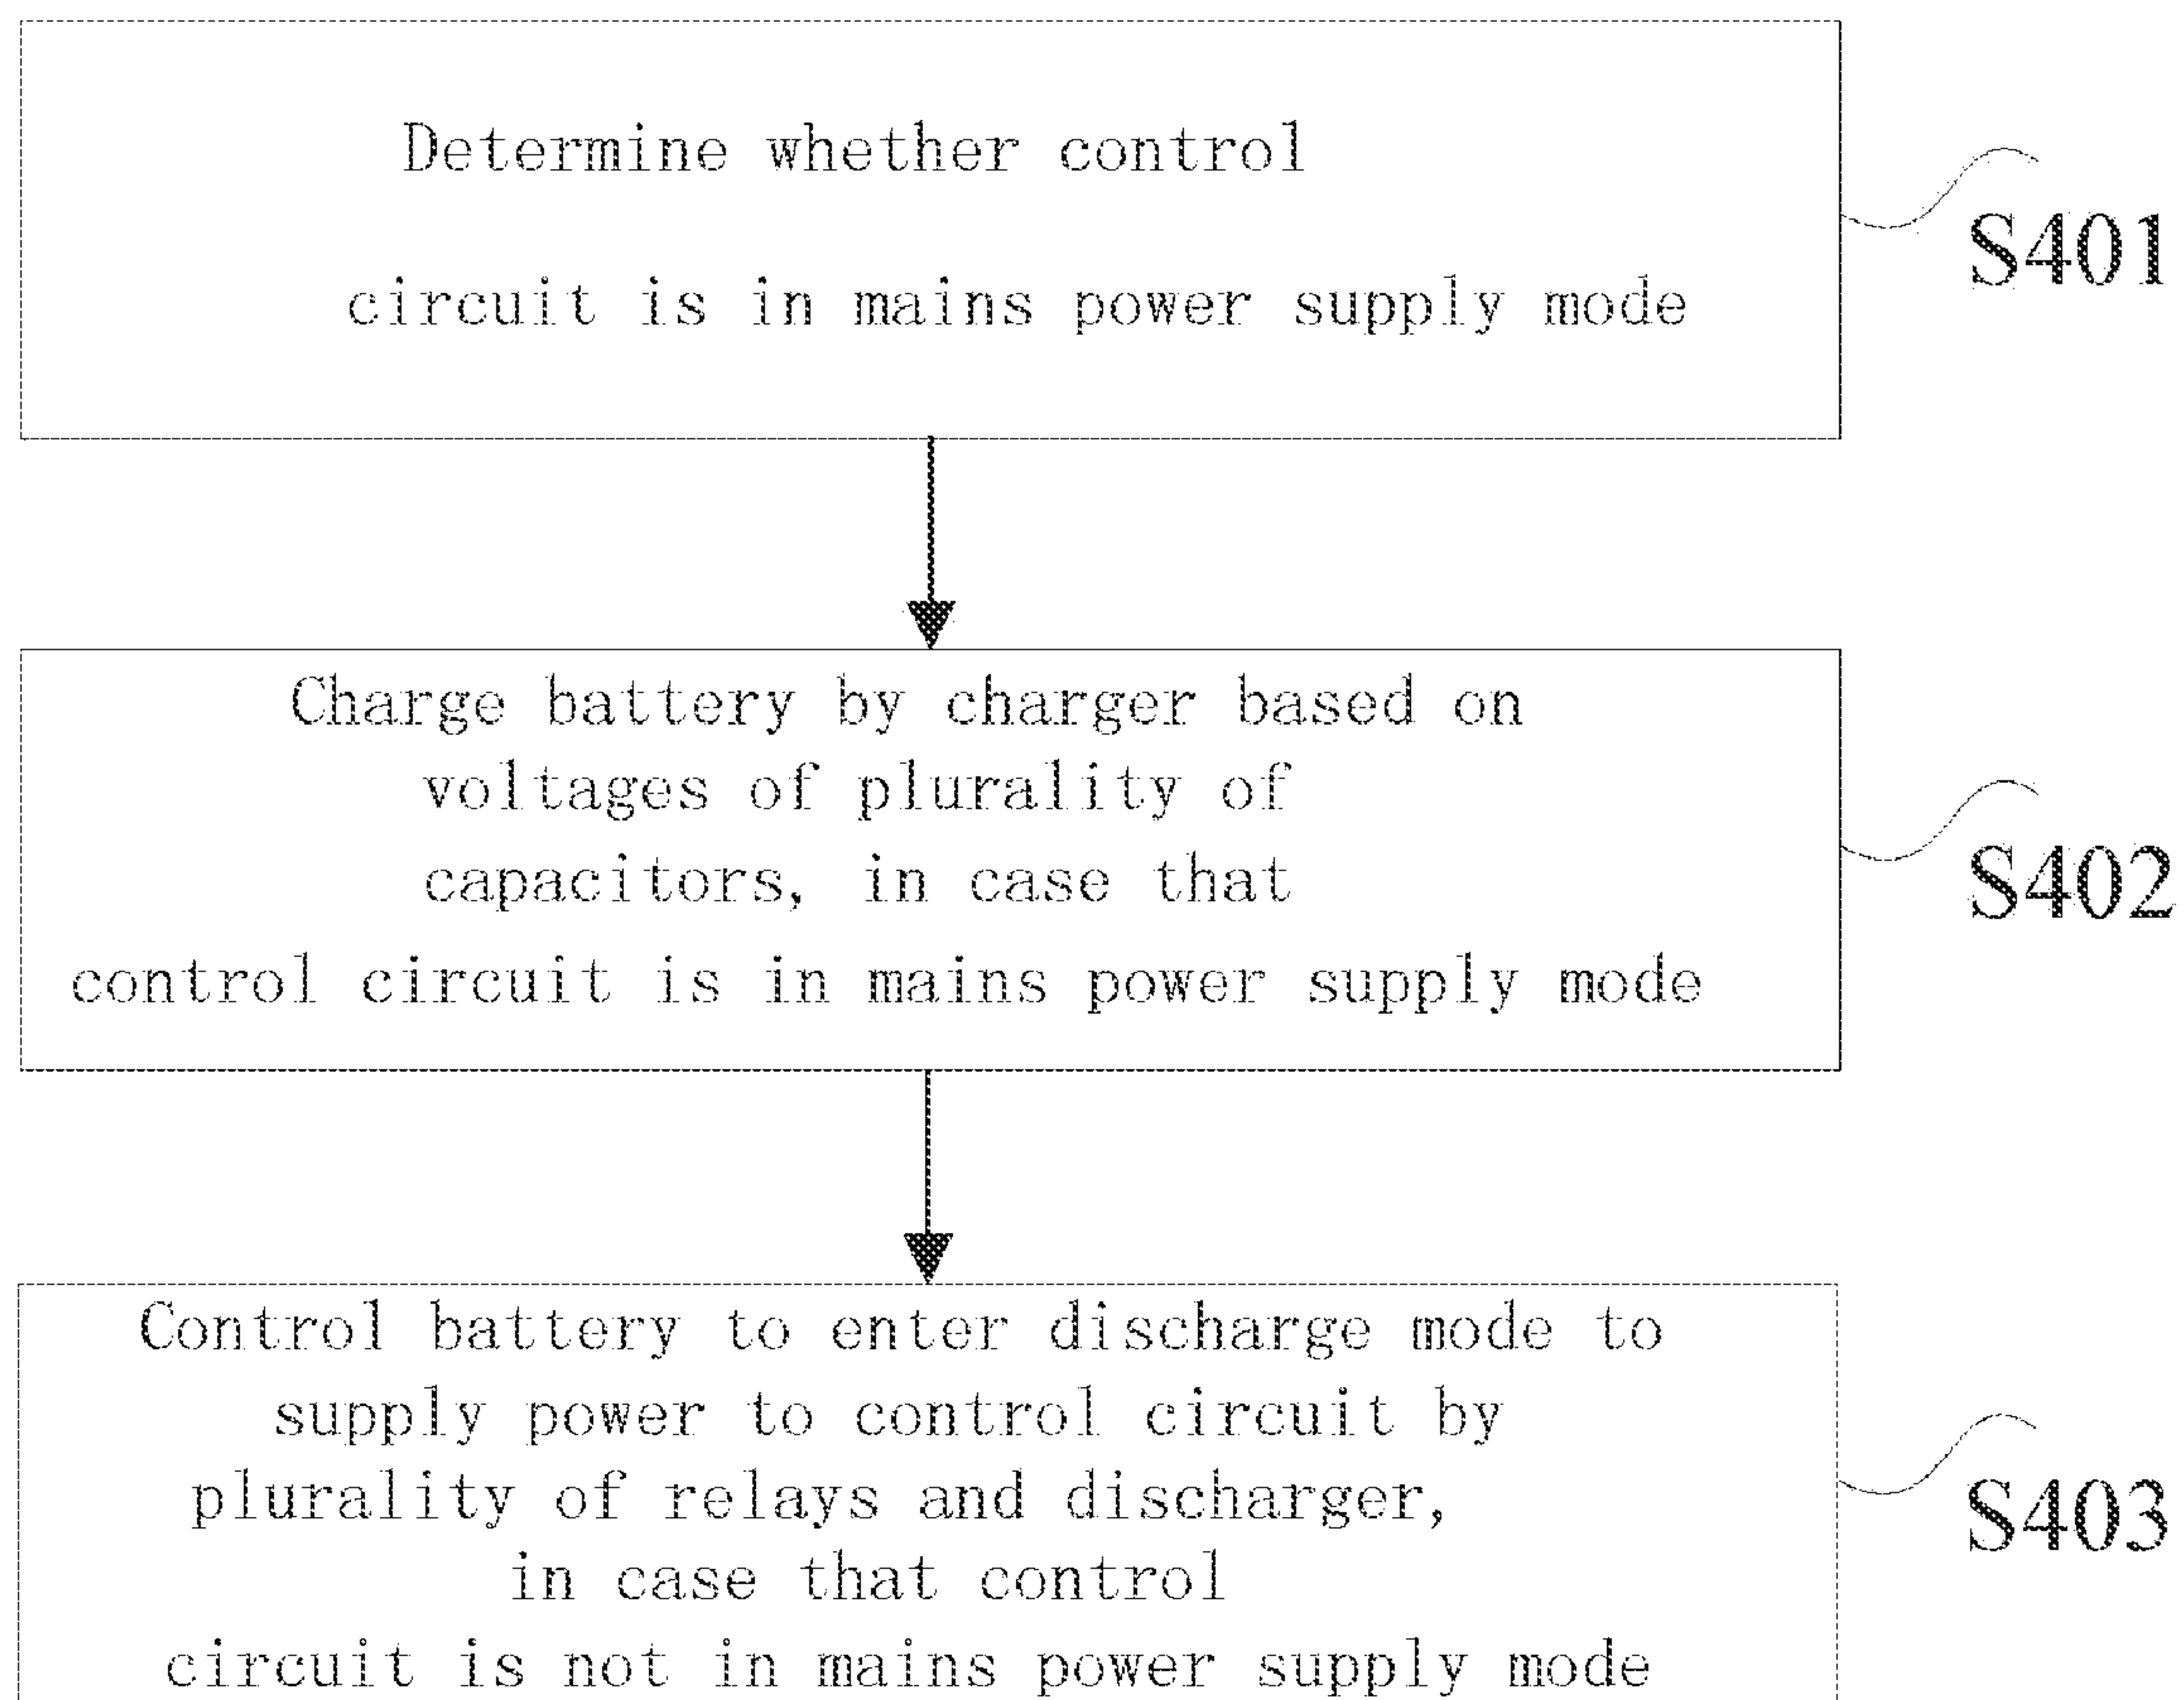 Determine whether control
circuit is in mains power supply mode
S401
Charge battery by charger based on
voltages of plurality of
capacitors, in case that
control circuit is in mains power supply mode
S402
Control battery to enter discharge mode to
supply power to control circuit by
plurality of relays and discharger,
in case that control
circuit is not in mains power supply mode
S403